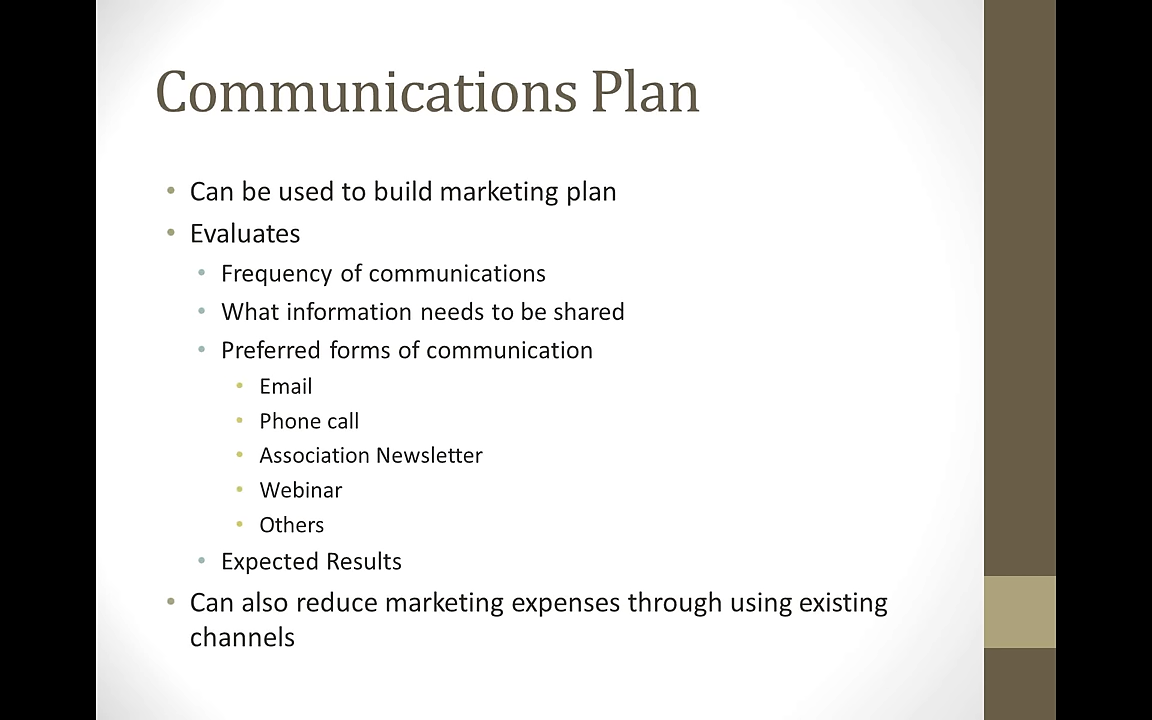 Communications Plan
• Can be used to build marketing plan
• Evaluates
• Frequency of communications
• What information needs to be shared
• Preferred forms of communication
• Email
• Phone call
• Association Newsletter
• Webinar
• Others
• Expected Results
• Can also reduce marketing expenses through using existing
channels